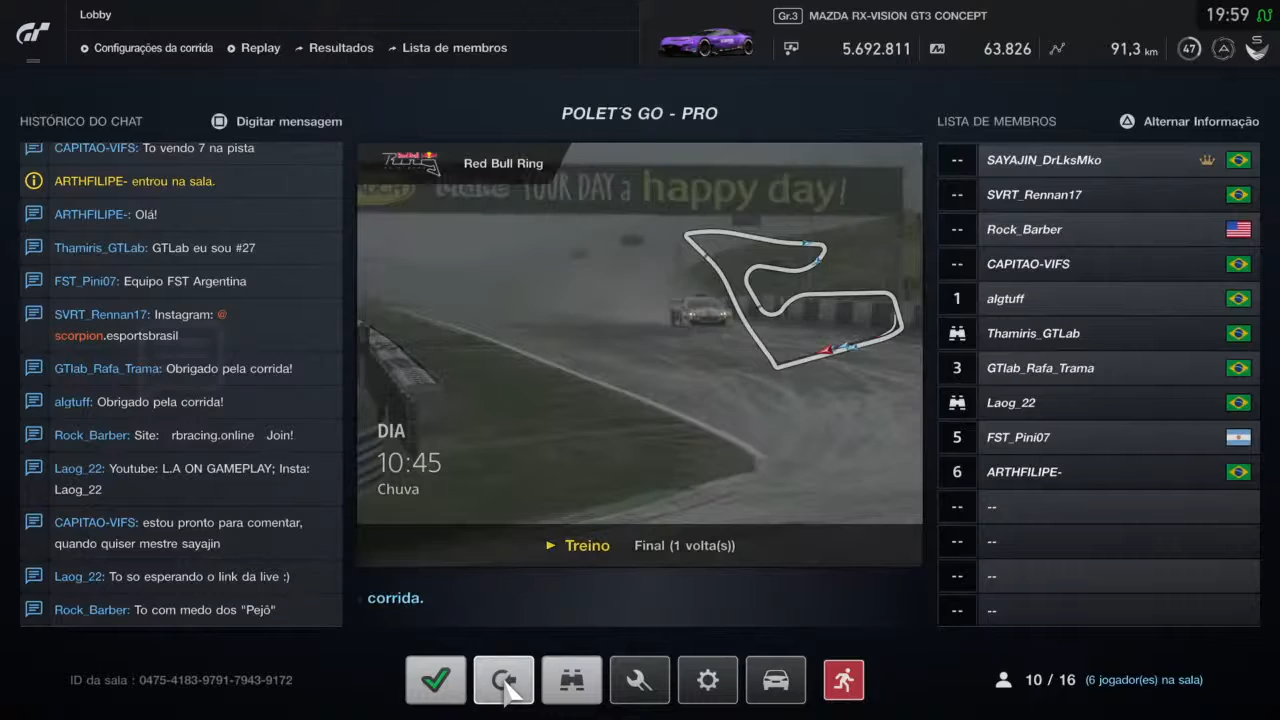 Lobby
Configurações da corrida
Replay
Resultados
Lista de membros
Gr.3 MAZDA RX-VISION GT3 CONCEPT
5.692.811
63.826
91,3 km
47
A
S
19:59
HISTÓRICO DO CHAT
Digitar mensagem
CAPITAO-VIFS: To vendo 7 na pista
ARTHFILIPE- entrou na sala.
ARTHFILIPE-: Olá!
Thamiris_GTLab: GTLab eu sou #27
FST_Pini07: Equipo FST Argentina
SVRT_Rennan17: Instagram: @
scorpion.esportsbrasil
GTlab_Rafa_Trama: Obrigado pela corrida!
algtuff: Obrigado pela corrida!
Rock_Barber: Site: rbracing.online Join!
Laog_22: Youtube: L.A ON GAMEPLAY; Insta:
Laog_22
CAPITAO-VIFS: estou pronto para comentar,
quando quiser mestre sayajin
Laog_22: To so esperando o link da live :)
Rock_Barber: To com medo dos "Pejô"
POLET´S GO - PRO
Red Bull Ring
YOUR DAY a happy day!
DIA
10:45
Chuva
Treino
Final (1 volta(s))
corrida.
LISTA DE MEMBROS
Alternar Informação
-- SAYAJIN_DrLksMko
-- SVRT_Rennan17
-- Rock_Barber
-- CAPITAO-VIFS
1 algtuff
Thamiris_GTLab
3 GTlab_Rafa_Trama
Laog_22
5 FST_Pini07
6 ARTHFILIPE-
-- --
-- --
-- --
-- --
ID da sala : 0475-4183-9791-7943-9172
10 / 16 (6 jogador(es) na sala)